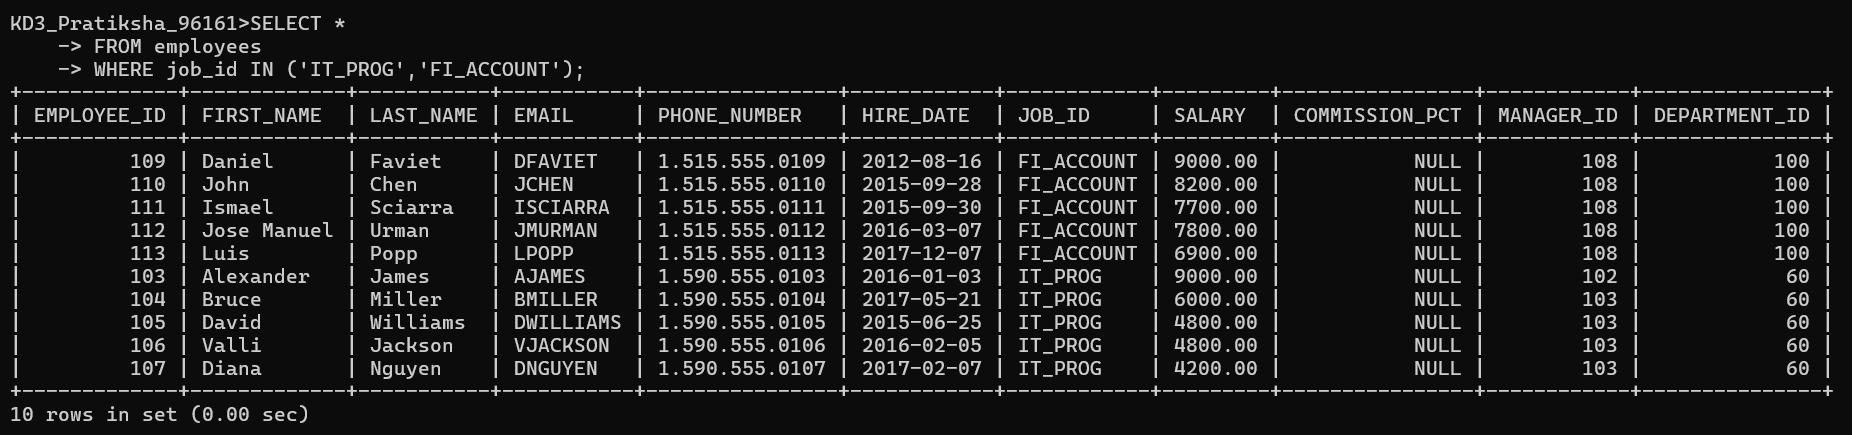 KD3_Pratiksha_96161>SELECT *
    -> FROM employees
    -> WHERE job_id IN ('IT_PROG','FI_ACCOUNT');
+-------------+-------------+-----------+-----------+----------------+------------+------------+---------+----------------+------------+---------------+
| EMPLOYEE_ID | FIRST_NAME  | LAST_NAME | EMAIL     | PHONE_NUMBER   | HIRE_DATE  | JOB_ID     | SALARY  | COMMISSION_PCT | MANAGER_ID | DEPARTMENT_ID |
+-------------+-------------+-----------+-----------+----------------+------------+------------+---------+----------------+------------+---------------+
|         109 | Daniel      | Faviet    | DFAVIET   | 1.515.555.0109 | 2012-08-16 | FI_ACCOUNT | 9000.00 |           NULL |        108 |           100 |
|         110 | John        | Chen      | JCHEN     | 1.515.555.0110 | 2015-09-28 | FI_ACCOUNT | 8200.00 |           NULL |        108 |           100 |
|         111 | Ismael      | Sciarra   | ISCIARRA  | 1.515.555.0111 | 2015-09-30 | FI_ACCOUNT | 7700.00 |           NULL |        108 |           100 |
|         112 | Jose Manuel | Urman     | JMURMAN   | 1.515.555.0112 | 2016-03-07 | FI_ACCOUNT | 7800.00 |           NULL |        108 |           100 |
|         113 | Luis        | Popp      | LPOPP     | 1.515.555.0113 | 2017-12-07 | FI_ACCOUNT | 6900.00 |           NULL |        108 |           100 |
|         103 | Alexander   | James     | AJAMES    | 1.590.555.0103 | 2016-01-03 | IT_PROG    | 9000.00 |           NULL |        102 |            60 |
|         104 | Bruce       | Miller    | BMILLER   | 1.590.555.0104 | 2017-05-21 | IT_PROG    | 6000.00 |           NULL |        103 |            60 |
|         105 | David       | Williams  | DWILLIAMS | 1.590.555.0105 | 2015-06-25 | IT_PROG    | 4800.00 |           NULL |        103 |            60 |
|         106 | Valli       | Jackson   | VJACKSON  | 1.590.555.0106 | 2016-02-05 | IT_PROG    | 4800.00 |           NULL |        103 |            60 |
|         107 | Diana       | Nguyen    | DNGUYEN   | 1.590.555.0107 | 2017-02-07 | IT_PROG    | 4200.00 |           NULL |        103 |            60 |
+-------------+-------------+-----------+-----------+----------------+------------+------------+---------+----------------+------------+---------------+
10 rows in set (0.00 sec)